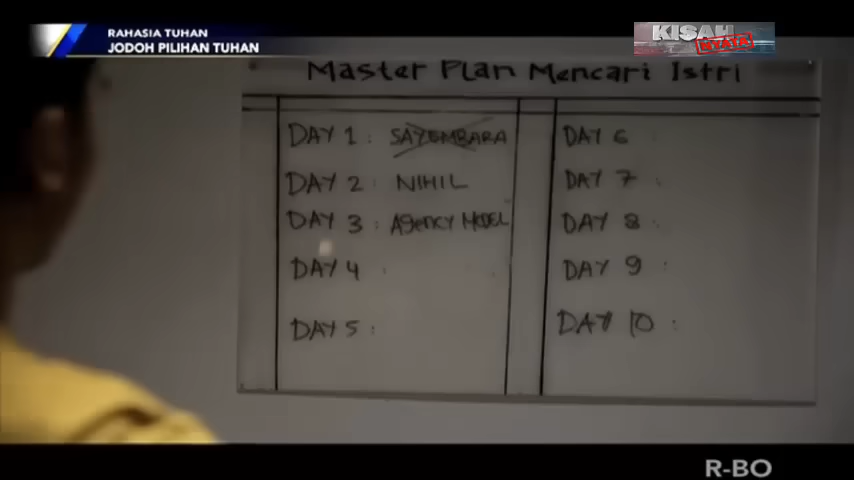 RAHASIA TUHAN
JODOH PILIHAN TUHAN
KISAH
NYATA
Master Plan Mencari Istri
DAY 1 : SAYEMBARA
DAY 2 : NIHIL
DAY 3 : AGENCY MODEL
DAY 4 :
DAY 5 :
DAY 6
DAY 7 :
DAY 8 :
DAY 9 :
DAY 10 :
R-BO